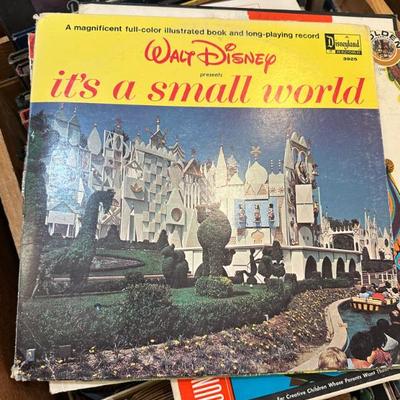 A magnificent full-color illustrated book and long-playing record
WALT DISNEY
presents
it's a small world
Disneyland
3925
GOLDEN
For Creative Children Whose Parents Want Them